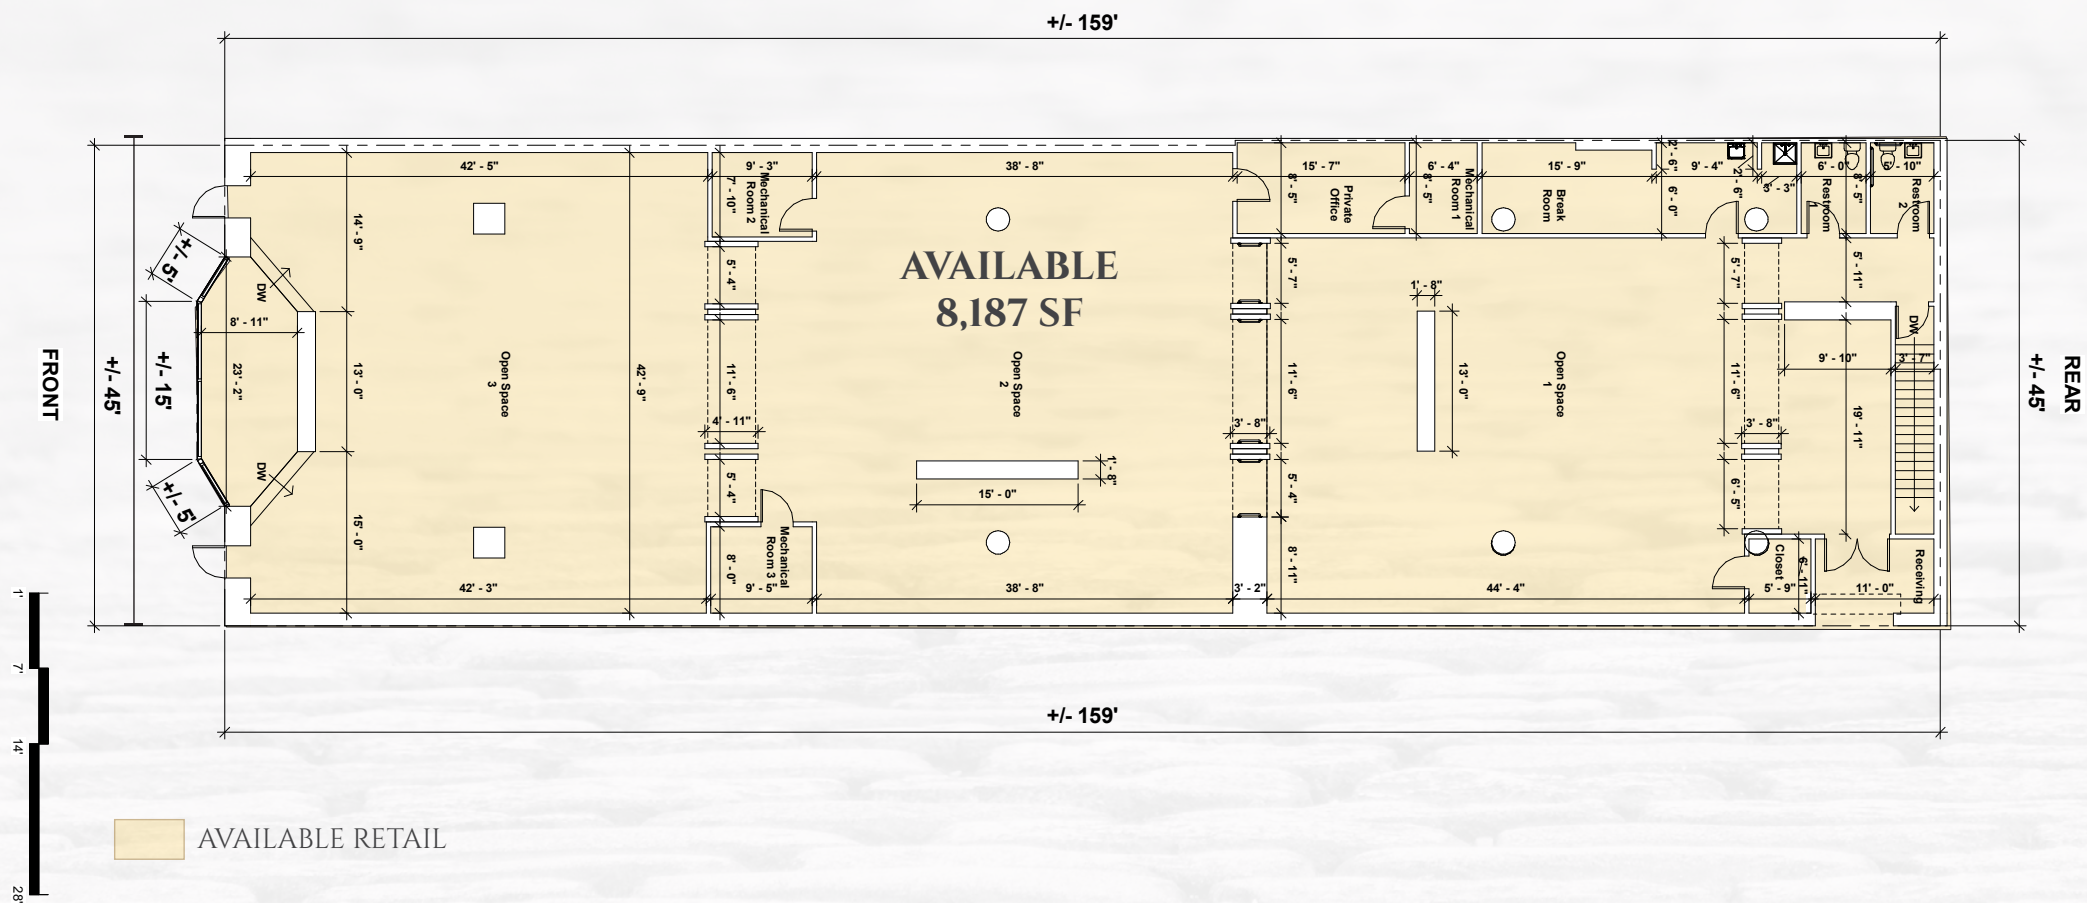 +/- 159'
42' - 5"
9' - 3"
38' - 8"
15' - 7"
6' - 4"
15' - 9"
9' - 4"
3' - 3"
6' - 0"
5' - 10"
2' - 6"
2' - 6"
6' - 0"
8' - 5"
8' - 5"
8' - 5"
7' - 10"
Mechanical
Room 2
Private
Office
Mechanical
Room 1
Break
Room
Restroom
1
Restroom
2
14' - 9"
+/- 5'
DW
8' - 11"
23' - 2"
13' - 0"
42' - 9"
5' - 4"
11' - 6"
4' - 11"
5' - 4"
AVAILABLE
8,187 SF
Open Space
3
Open Space
2
Open Space
1
5' - 7"
11' - 6"
3' - 8"
5' - 4"
8' - 11"
1' - 8"
13' - 0"
5' - 7"
11' - 6"
3' - 8"
6' - 5"
5' - 11"
DW
9' - 10"
3' - 7"
19' - 11"
FRONT
+/- 45'
+/- 15'
REAR
+/- 45'
DW
+/- 5'
15' - 0"
1' - 8"
15' - 0"
Mechanical
Room 3
8' - 0"
Closet
6' - 11"
Receiving
42' - 3"
9' - 5"
38' - 8"
3' - 2"
44' - 4"
5' - 9"
11' - 0"
+/- 159'
1'
7'
14'
28'
AVAILABLE RETAIL